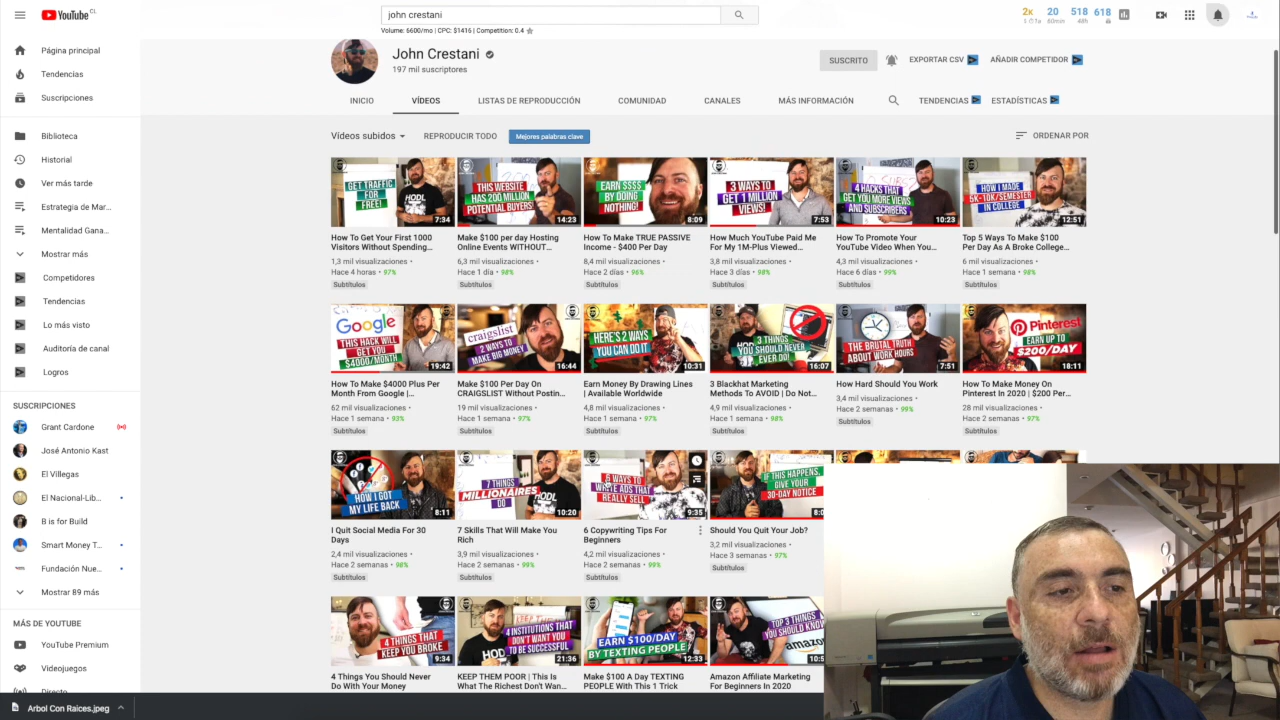 YouTube CL
john crestani
2к 20 518 618
60min 48h
Volume: 6600/mo | CPC: $1416 | Competition: 0.4
Página principal
Tendencias
Suscripciones
Biblioteca
Historial
Ver más tarde
Estrategia de Mar...
Mentalidad Gana...
Mostrar más
Competidores
Tendencias
Lo más visto
Auditoría de canal
Logros
SUSCRIPCIONES
Grant Cardone
José Antonio Kast
El Villegas
El Nacional-Lib...
B is for Build
Smart Money T...
Fundación Nue...
Mostrar 89 más
MÁS DE YOUTUBE
YouTube Premium
Videojuegos
Directo
Arbol Con Raices.jpeg
John Crestani
197 mil suscriptores
SUSCRITO
EXPORTAR CSV
AÑADIR COMPETIDOR
INICIO VÍDEOS LISTAS DE REPRODUCCIÓN COMUNIDAD CANALES MÁS INFORMACIÓN TENDENCIAS ESTADÍSTICAS
Vídeos subidos REPRODUCIR TODO Mejores palabras clave ORDENAR POR
GET TRAFFIC
FOR
FREE!
HODL
7:34
How To Get Your First 1000
Visitors Without Spending...
1,3 mil visualizaciones •
Hace 4 horas • 97%
Subtítulos
THIS WEBSITE
HAS 200 MILLION
POTENTIAL BUYERS!
14:23
Make $100 per day Hosting
Online Events WITHOUT...
6,3 mil visualizaciones •
Hace 1 día • 98%
Subtítulos
EARN $$$$
BY DOING
NOTHING!
8:09
How To Make TRUE PASSIVE
Income - $400 Per Day
8,4 mil visualizaciones •
Hace 2 días • 96%
Subtítulos
3 WAYS TO
GET 1 MILLION
VIEWS!
7:53
How Much YouTube Paid Me
For My 1M-Plus Viewed...
3,8 mil visualizaciones •
Hace 3 días • 98%
Subtítulos
4 HACKS THAT
GET YOU MORE VIEWS
AND SUBSCRIBERS
10:23
How To Promote Your
YouTube Video When You...
4,3 mil visualizaciones •
Hace 6 días • 99%
Subtítulos
HOW I MADE
5K-10K/SEMESTER
IN COLLEGE
12:51
Top 5 Ways To Make $100
Per Day As A Broke College...
6 mil visualizaciones •
Hace 1 semana • 98%
Subtítulos
Google
THIS HACK WILL
GET YOU
$4000/MONTH
19:42
How To Make $4000 Plus Per
Month From Google |...
62 mil visualizaciones •
Hace 1 semana • 93%
Subtítulos
craigslist
2 WAYS TO
MAKE BIG MONEY
16:44
Make $100 Per Day On
CRAIGSLIST Without Postin...
19 mil visualizaciones •
Hace 1 semana • 97%
Subtítulos
HERE'S 2 WAYS
YOU CAN DO IT
10:31
Earn Money By Drawing Lines
| Available Worldwide
4,8 mil visualizaciones •
Hace 1 semana • 97%
Subtítulos
3 THINGS
YOU SHOULD NEVER
EVER DO!
16:07
3 Blackhat Marketing
Methods To AVOID | Do Not...
4,9 mil visualizaciones •
Hace 1 semana • 98%
Subtítulos
THE BRUTAL TRUTH
ABOUT WORK HOURS
7:51
How Hard Should You Work
3,4 mil visualizaciones •
Hace 2 semanas • 99%
Subtítulos
Pinterest
EARN UP TO
$200/DAY
18:11
How To Make Money On
Pinterest In 2020 | $200 Per...
28 mil visualizaciones •
Hace 2 semanas • 97%
Subtítulos
HOW I GOT
MY LIFE BACK
8:11
I Quit Social Media For 30
Days
2,4 mil visualizaciones •
Hace 2 semanas • 98%
Subtítulos
7 THINGS
MILLIONAIRES
DO
HODL
10:20
7 Skills That Will Make You
Rich
3,9 mil visualizaciones •
Hace 2 semanas • 99%
Subtítulos
WRITE ADS THAT
REALLY SELL
9:35
6 Copywriting Tips For
Beginners
4,2 mil visualizaciones •
Hace 2 semanas • 99%
Subtítulos
IF THIS HAPPENS,
GIVE YOUR
30-DAY NOTICE
Should You Quit Your Job?
3,2 mil visualizaciones •
Hace 3 semanas • 97%
Subtítulos
4 THINGS THAT
KEEP YOU BROKE
9:34
4 Things You Should Never
Do With Your Money
4 INSTITUTIONS
THAT DON'T WANT YOU
TO BE SUCCESSFUL
21:36
KEEP THEM POOR | This Is
What The Richest Don't Wan...
EARN $100/DAY
BY TEXTING PEOPLE
12:33
Make $100 A Day TEXTING
PEOPLE With This 1 Trick
TOP 3 THINGS
YOU SHOULD KNOW
amazon
Amazon Affiliate Marketing
For Beginners In 2020